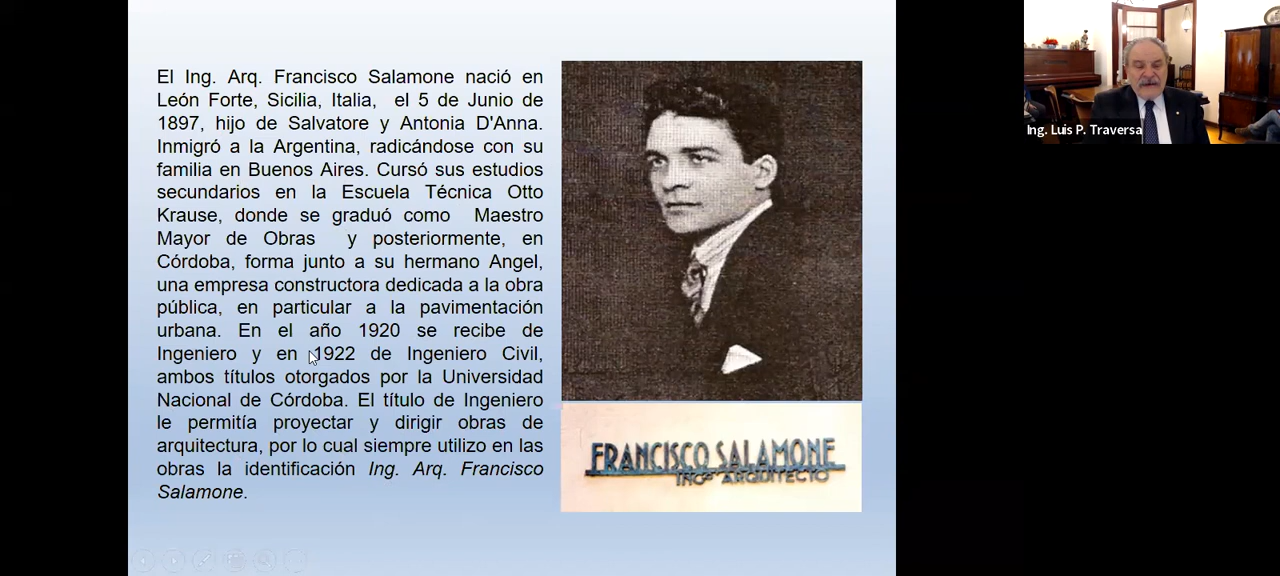 El Ing. Arq. Francisco Salamone nació en
León Forte, Sicilia, Italia, el 5 de Junio de
1897, hijo de Salvatore y Antonia D'Anna.
Inmigró a la Argentina, radicándose con su
familia en Buenos Aires. Cursó sus estudios
secundarios en la Escuela Técnica Otto
Krause, donde se graduó como Maestro
Mayor de Obras y posteriormente, en
Córdoba, forma junto a su hermano Angel,
una empresa constructora dedicada a la obra
pública, en particular a la pavimentación
urbana. En el año 1920 se recibe de
Ingeniero y en 1922 de Ingeniero Civil,
ambos títulos otorgados por la Universidad
Nacional de Córdoba. El título de Ingeniero
le permitía proyectar y dirigir obras de
arquitectura, por lo cual siempre utilizo en las
obras la identificación Ing. Arq. Francisco
Salamone.
FRANCISCO SALAMONE
INGº ARQUITECTO
Ing. Luis P. Traversa